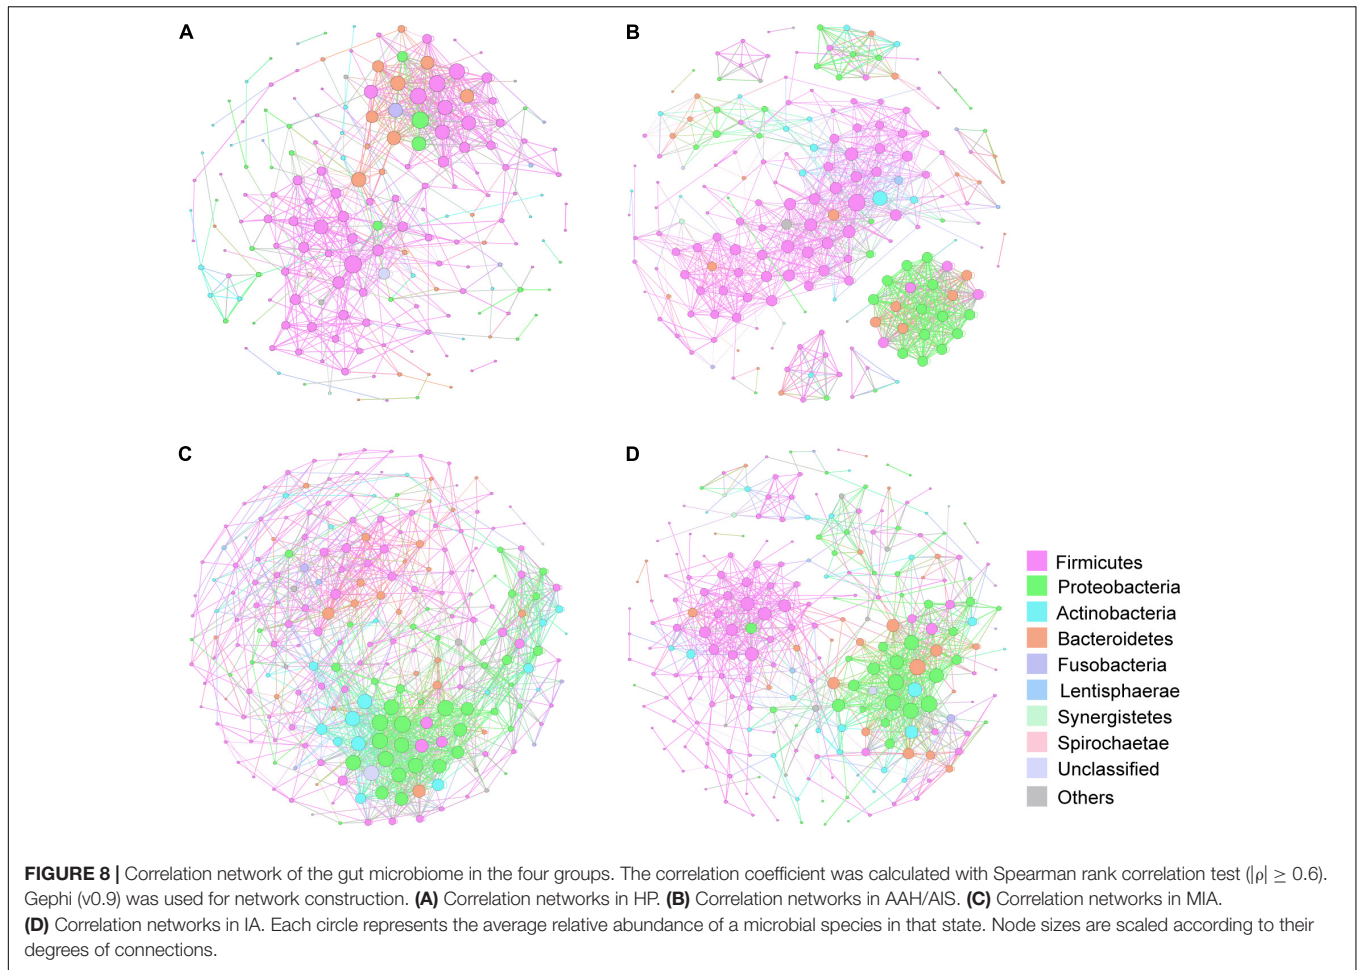 A
B
C
D
Firmicutes
Proteobacteria
Actinobacteria
Bacteroidetes
Fusobacteria
Lentisphaerae
Synergistetes
Spirochaetae
Unclassified
Others
FIGURE 8 | Correlation network of the gut microbiome in the four groups. The correlation coefficient was calculated with Spearman rank correlation test (|ρ| ≥ 0.6).
Gephi (v0.9) was used for network construction. (A) Correlation networks in HP. (B) Correlation networks in AAH/AIS. (C) Correlation networks in MIA.
(D) Correlation networks in IA. Each circle represents the average relative abundance of a microbial species in that state. Node sizes are scaled according to their
degrees of connections.